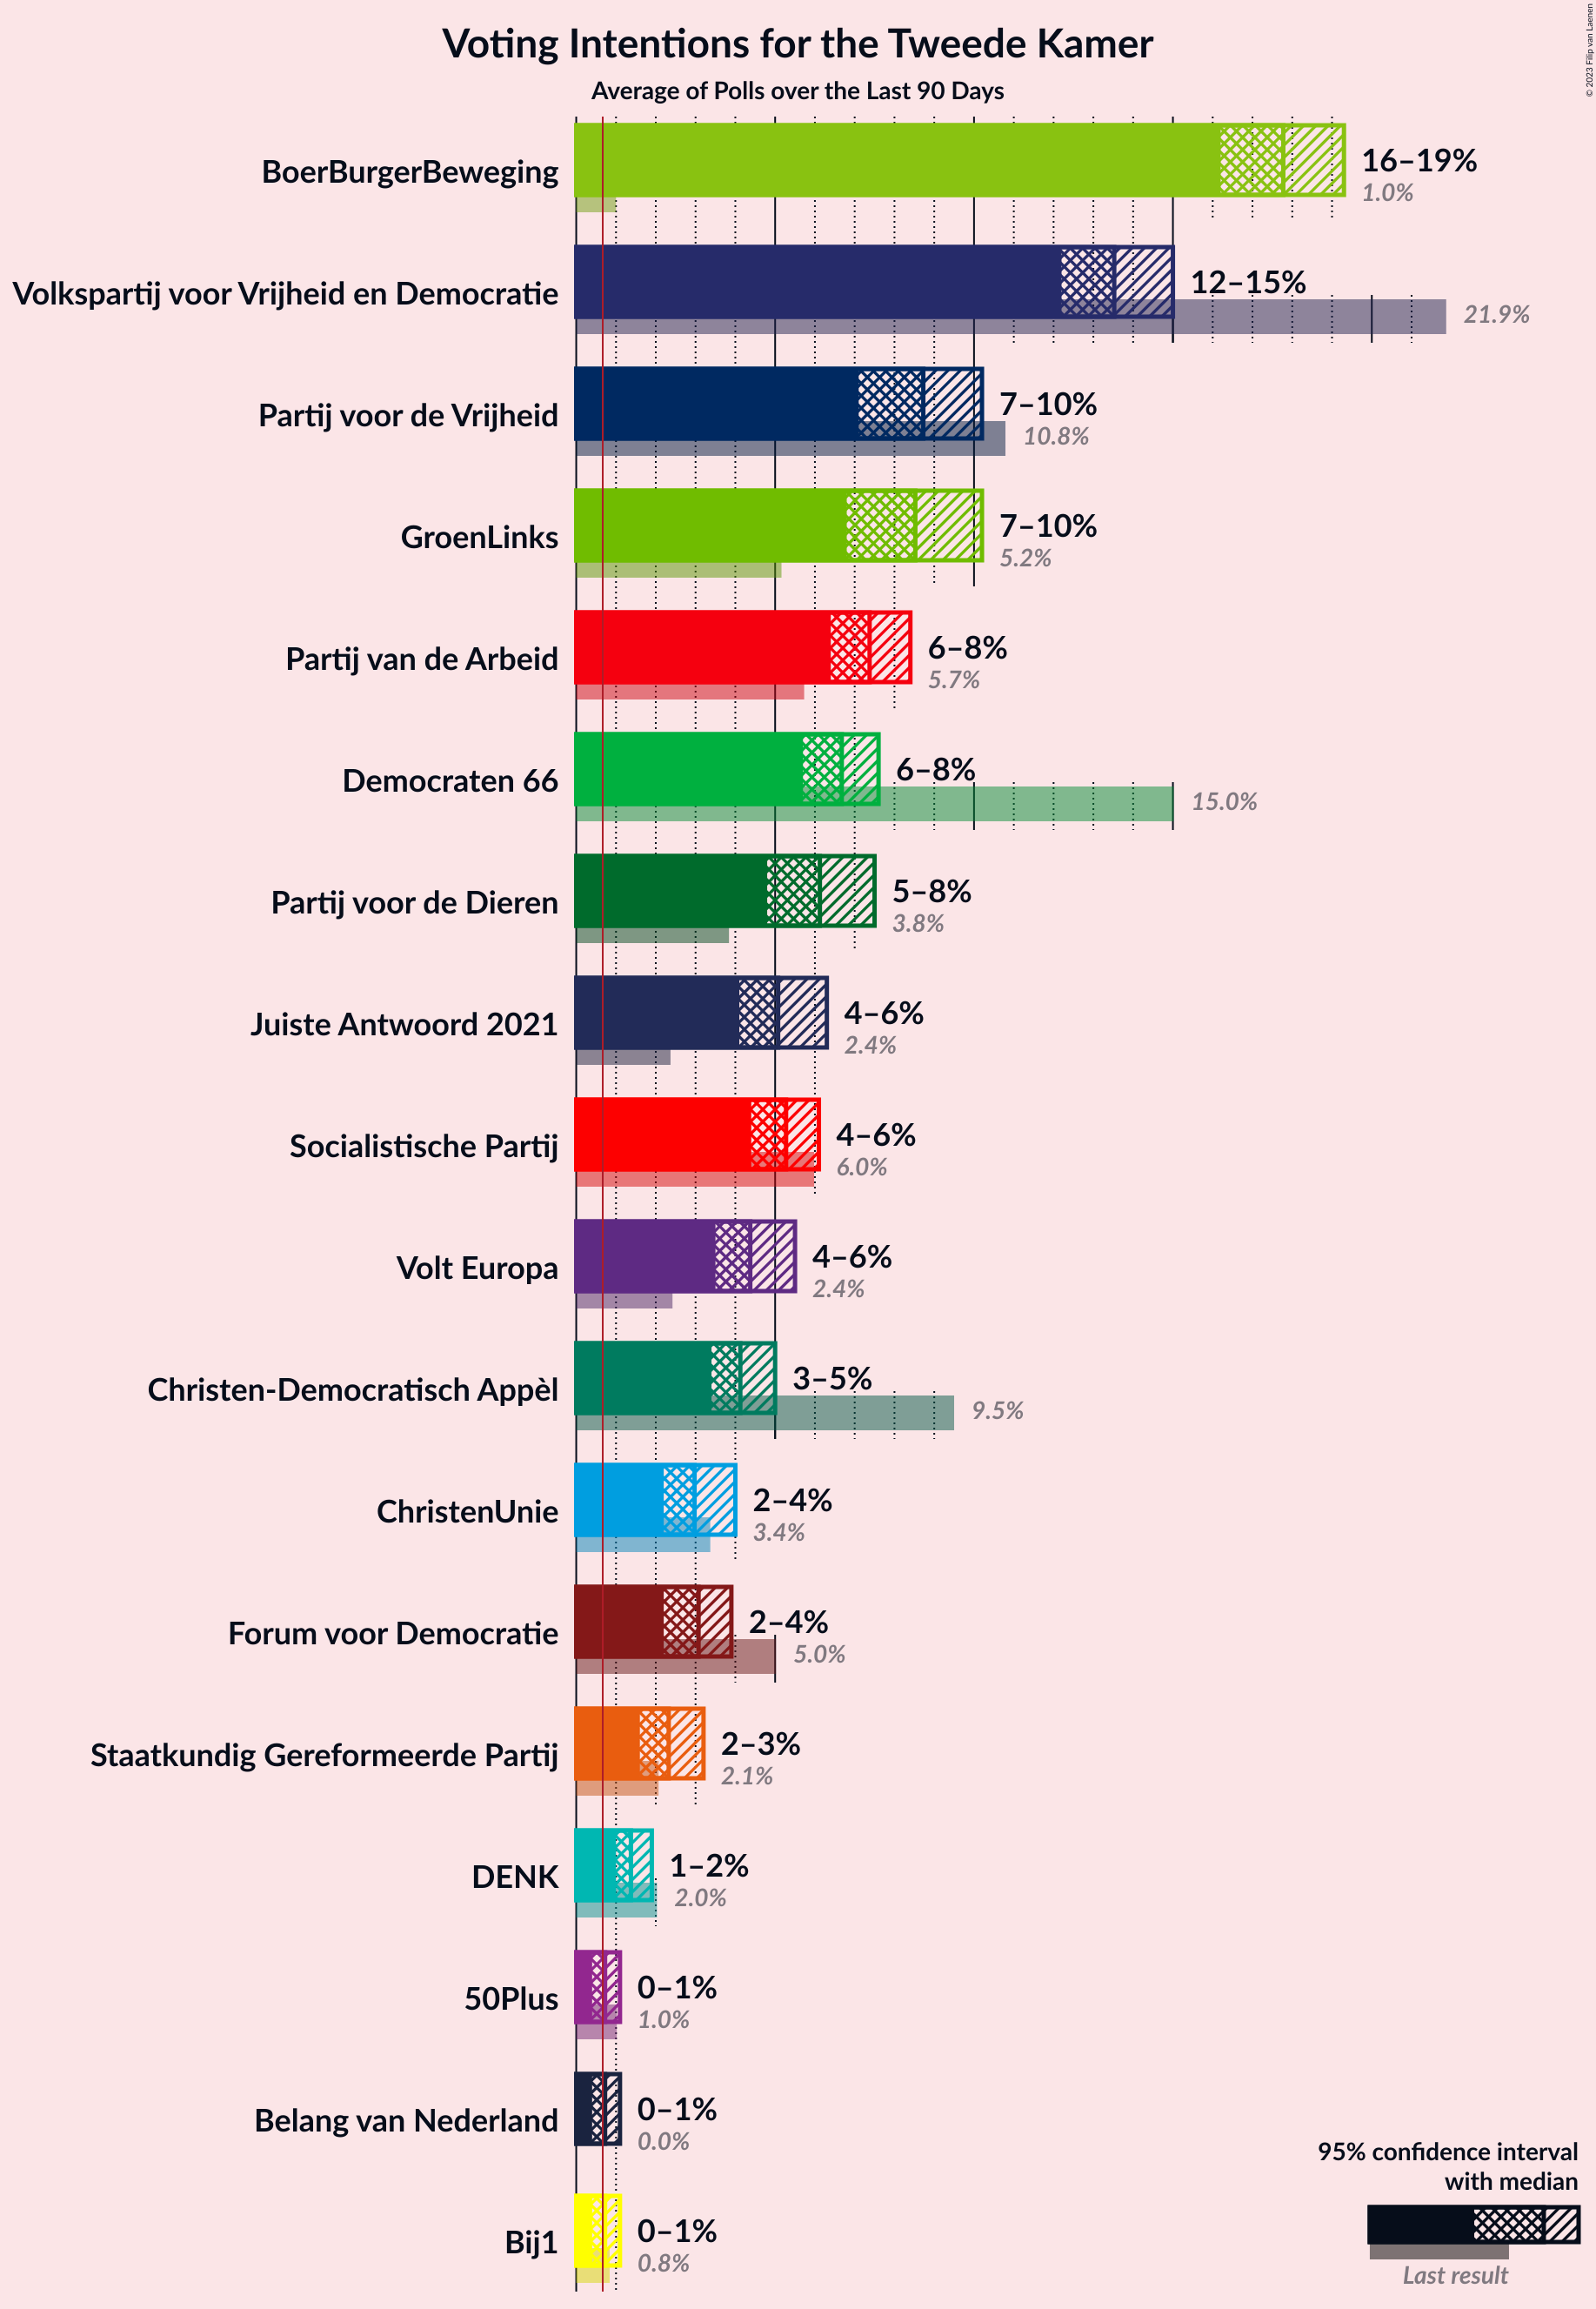 Voting Intentions for the Tweede Kamer
Average of Polls over the Last 90 Days
© 2023 Filip van Laenen
BoerBurgerBeweging
16–19%
1.0%
Volkspartij voor Vrijheid en Democratie
12–15%
21.9%
Partij voor de Vrijheid
7–10%
10.8%
GroenLinks
7–10%
5.2%
Partij van de Arbeid
6–8%
5.7%
Democraten 66
6–8%
15.0%
Partij voor de Dieren
5–8%
3.8%
Juiste Antwoord 2021
4–6%
2.4%
Socialistische Partij
4–6%
6.0%
Volt Europa
4–6%
2.4%
Christen-Democratisch Appèl
3–5%
9.5%
ChristenUnie
2–4%
3.4%
Forum voor Democratie
2–4%
5.0%
Staatkundig Gereformeerde Partij
2–3%
2.1%
DENK
1–2%
2.0%
50Plus
0–1%
1.0%
Belang van Nederland
0–1%
0.0%
Bij1
0–1%
0.8%
95% confidence interval
with median
Last result